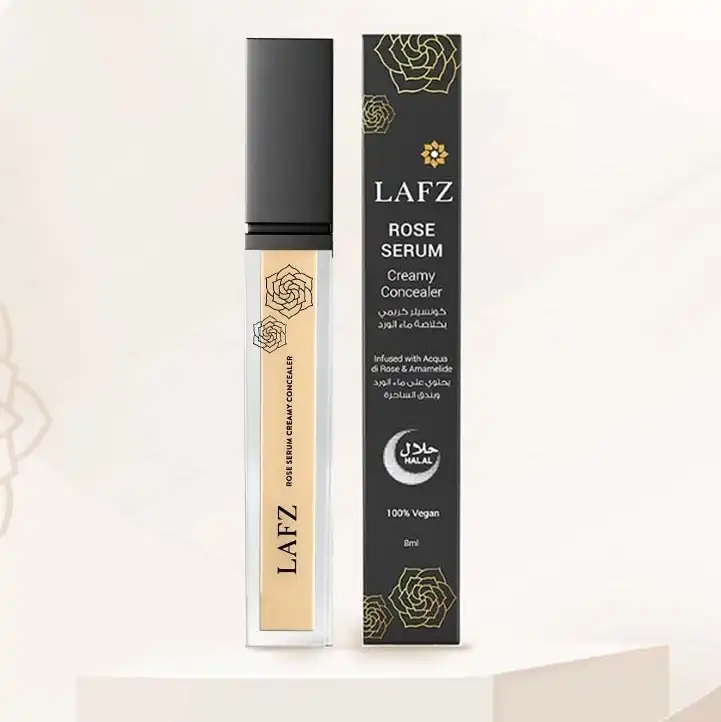 LAFZ
ROSE SERUM CREAMY CONCEALER
LAFZ
ROSE
SERUM
Creamy
Concealer
كونسيلر كريمي
بخلاصة ماء الورد
Infused with Acqua
di Rose & Amamelide
يحتوي على ماء الورد
وبندق الساحرة
حلال
HALAL
100% Vegan
8ml